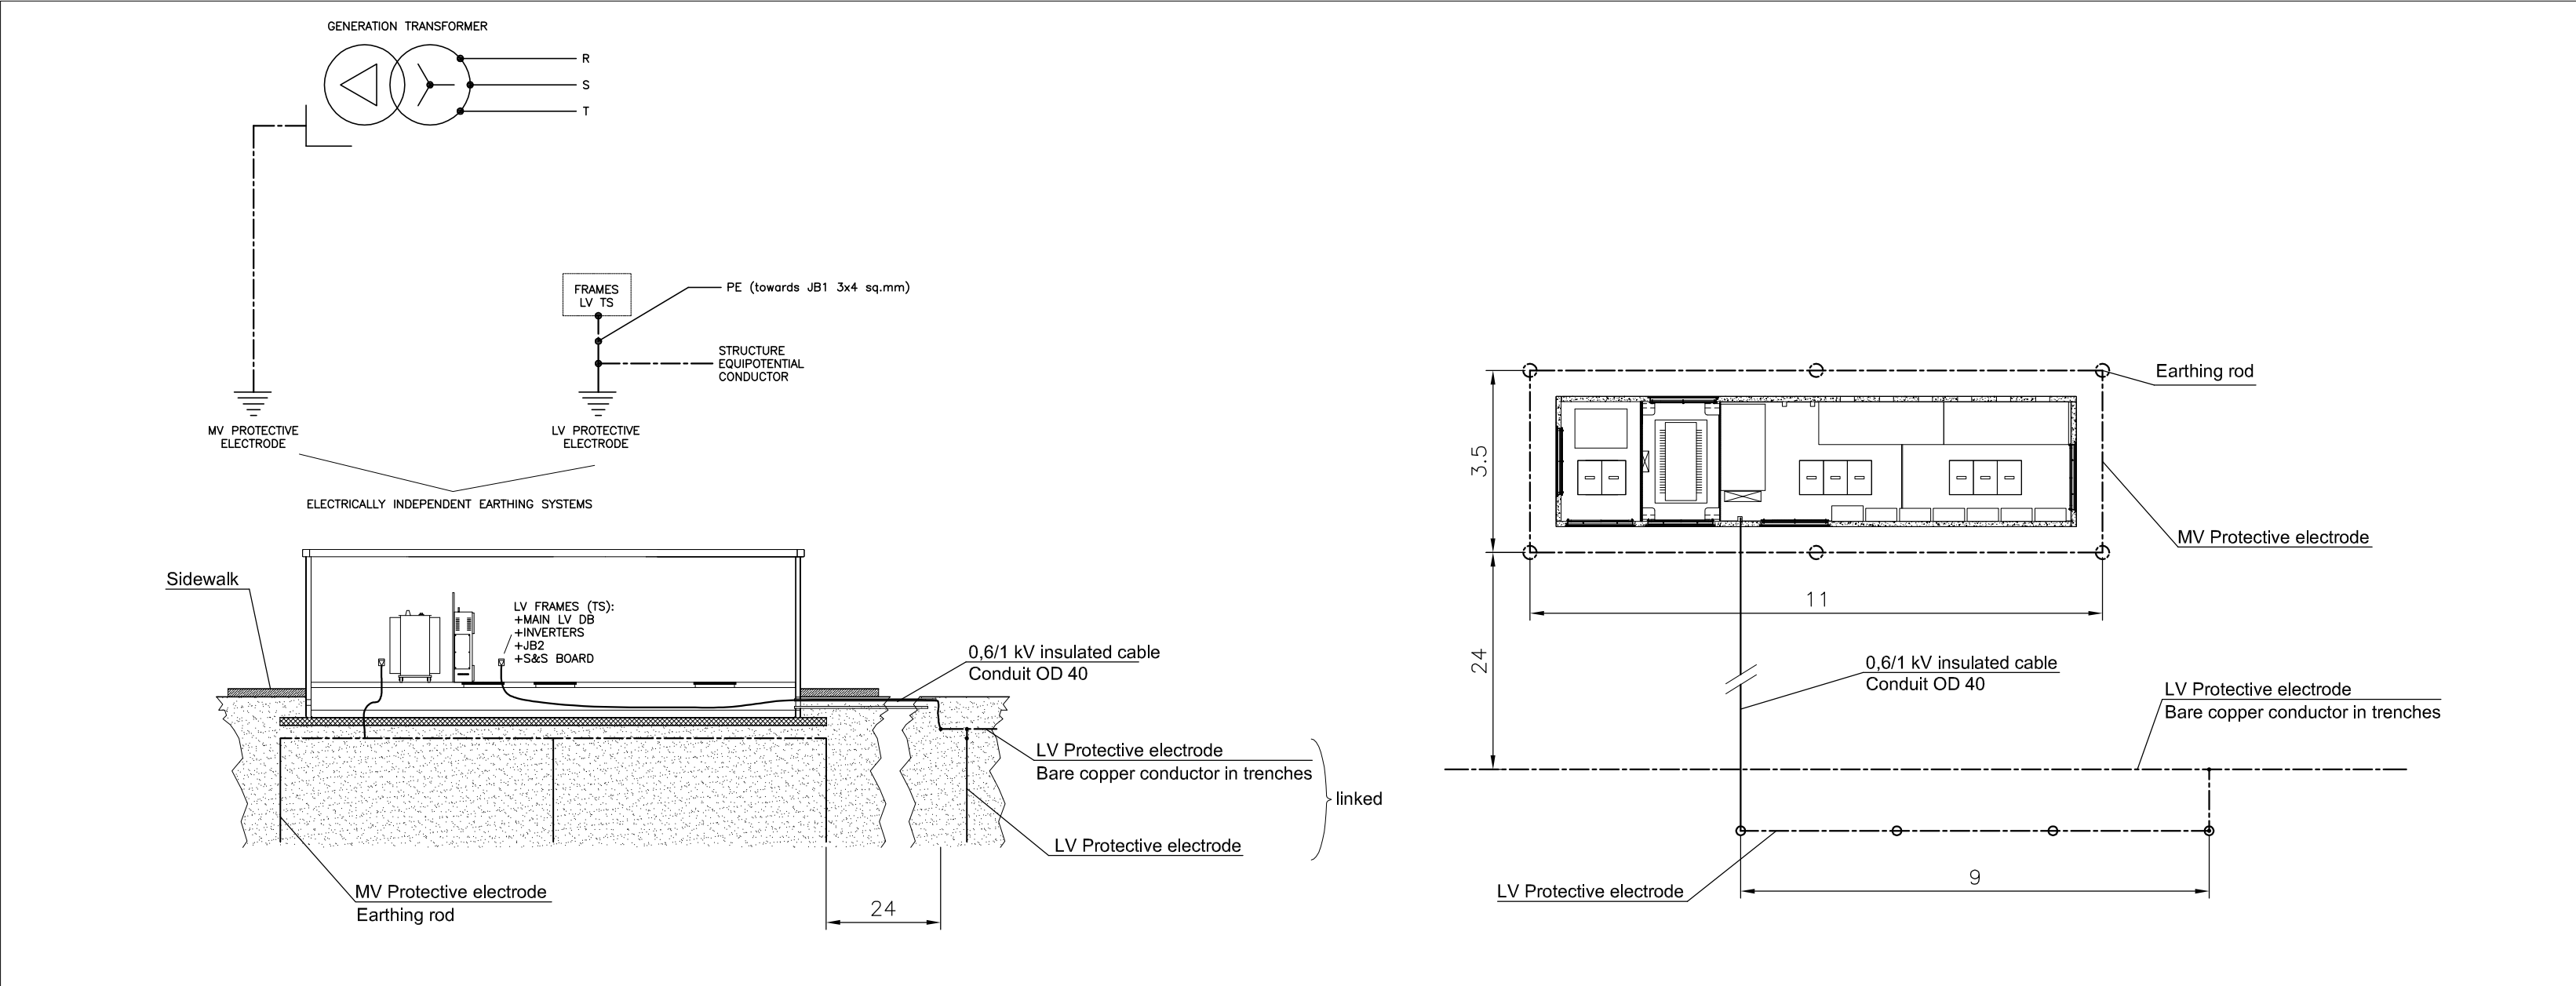 GENERATION TRANSFORMER
R
S
T
FRAMES
LV TS
PE (towards JB1 3x4 sq.mm)
STRUCTURE
EQUIPOTENTIAL
CONDUCTOR
MV PROTECTIVE
ELECTRODE
LV PROTECTIVE
ELECTRODE
ELECTRICALLY INDEPENDENT EARTHING SYSTEMS
Sidewalk
LV FRAMES (TS):
+MAIN LV DB
+INVERTERS
+JB2
+S&S BOARD
0,6/1 kV insulated cable
Conduit OD 40
LV Protective electrode
Bare copper conductor in trenches
linked
LV Protective electrode
MV Protective electrode
Earthing rod
24
Earthing rod
3.5
MV Protective electrode
11
24
0,6/1 kV insulated cable
Conduit OD 40
LV Protective electrode
Bare copper conductor in trenches
9
LV Protective electrode